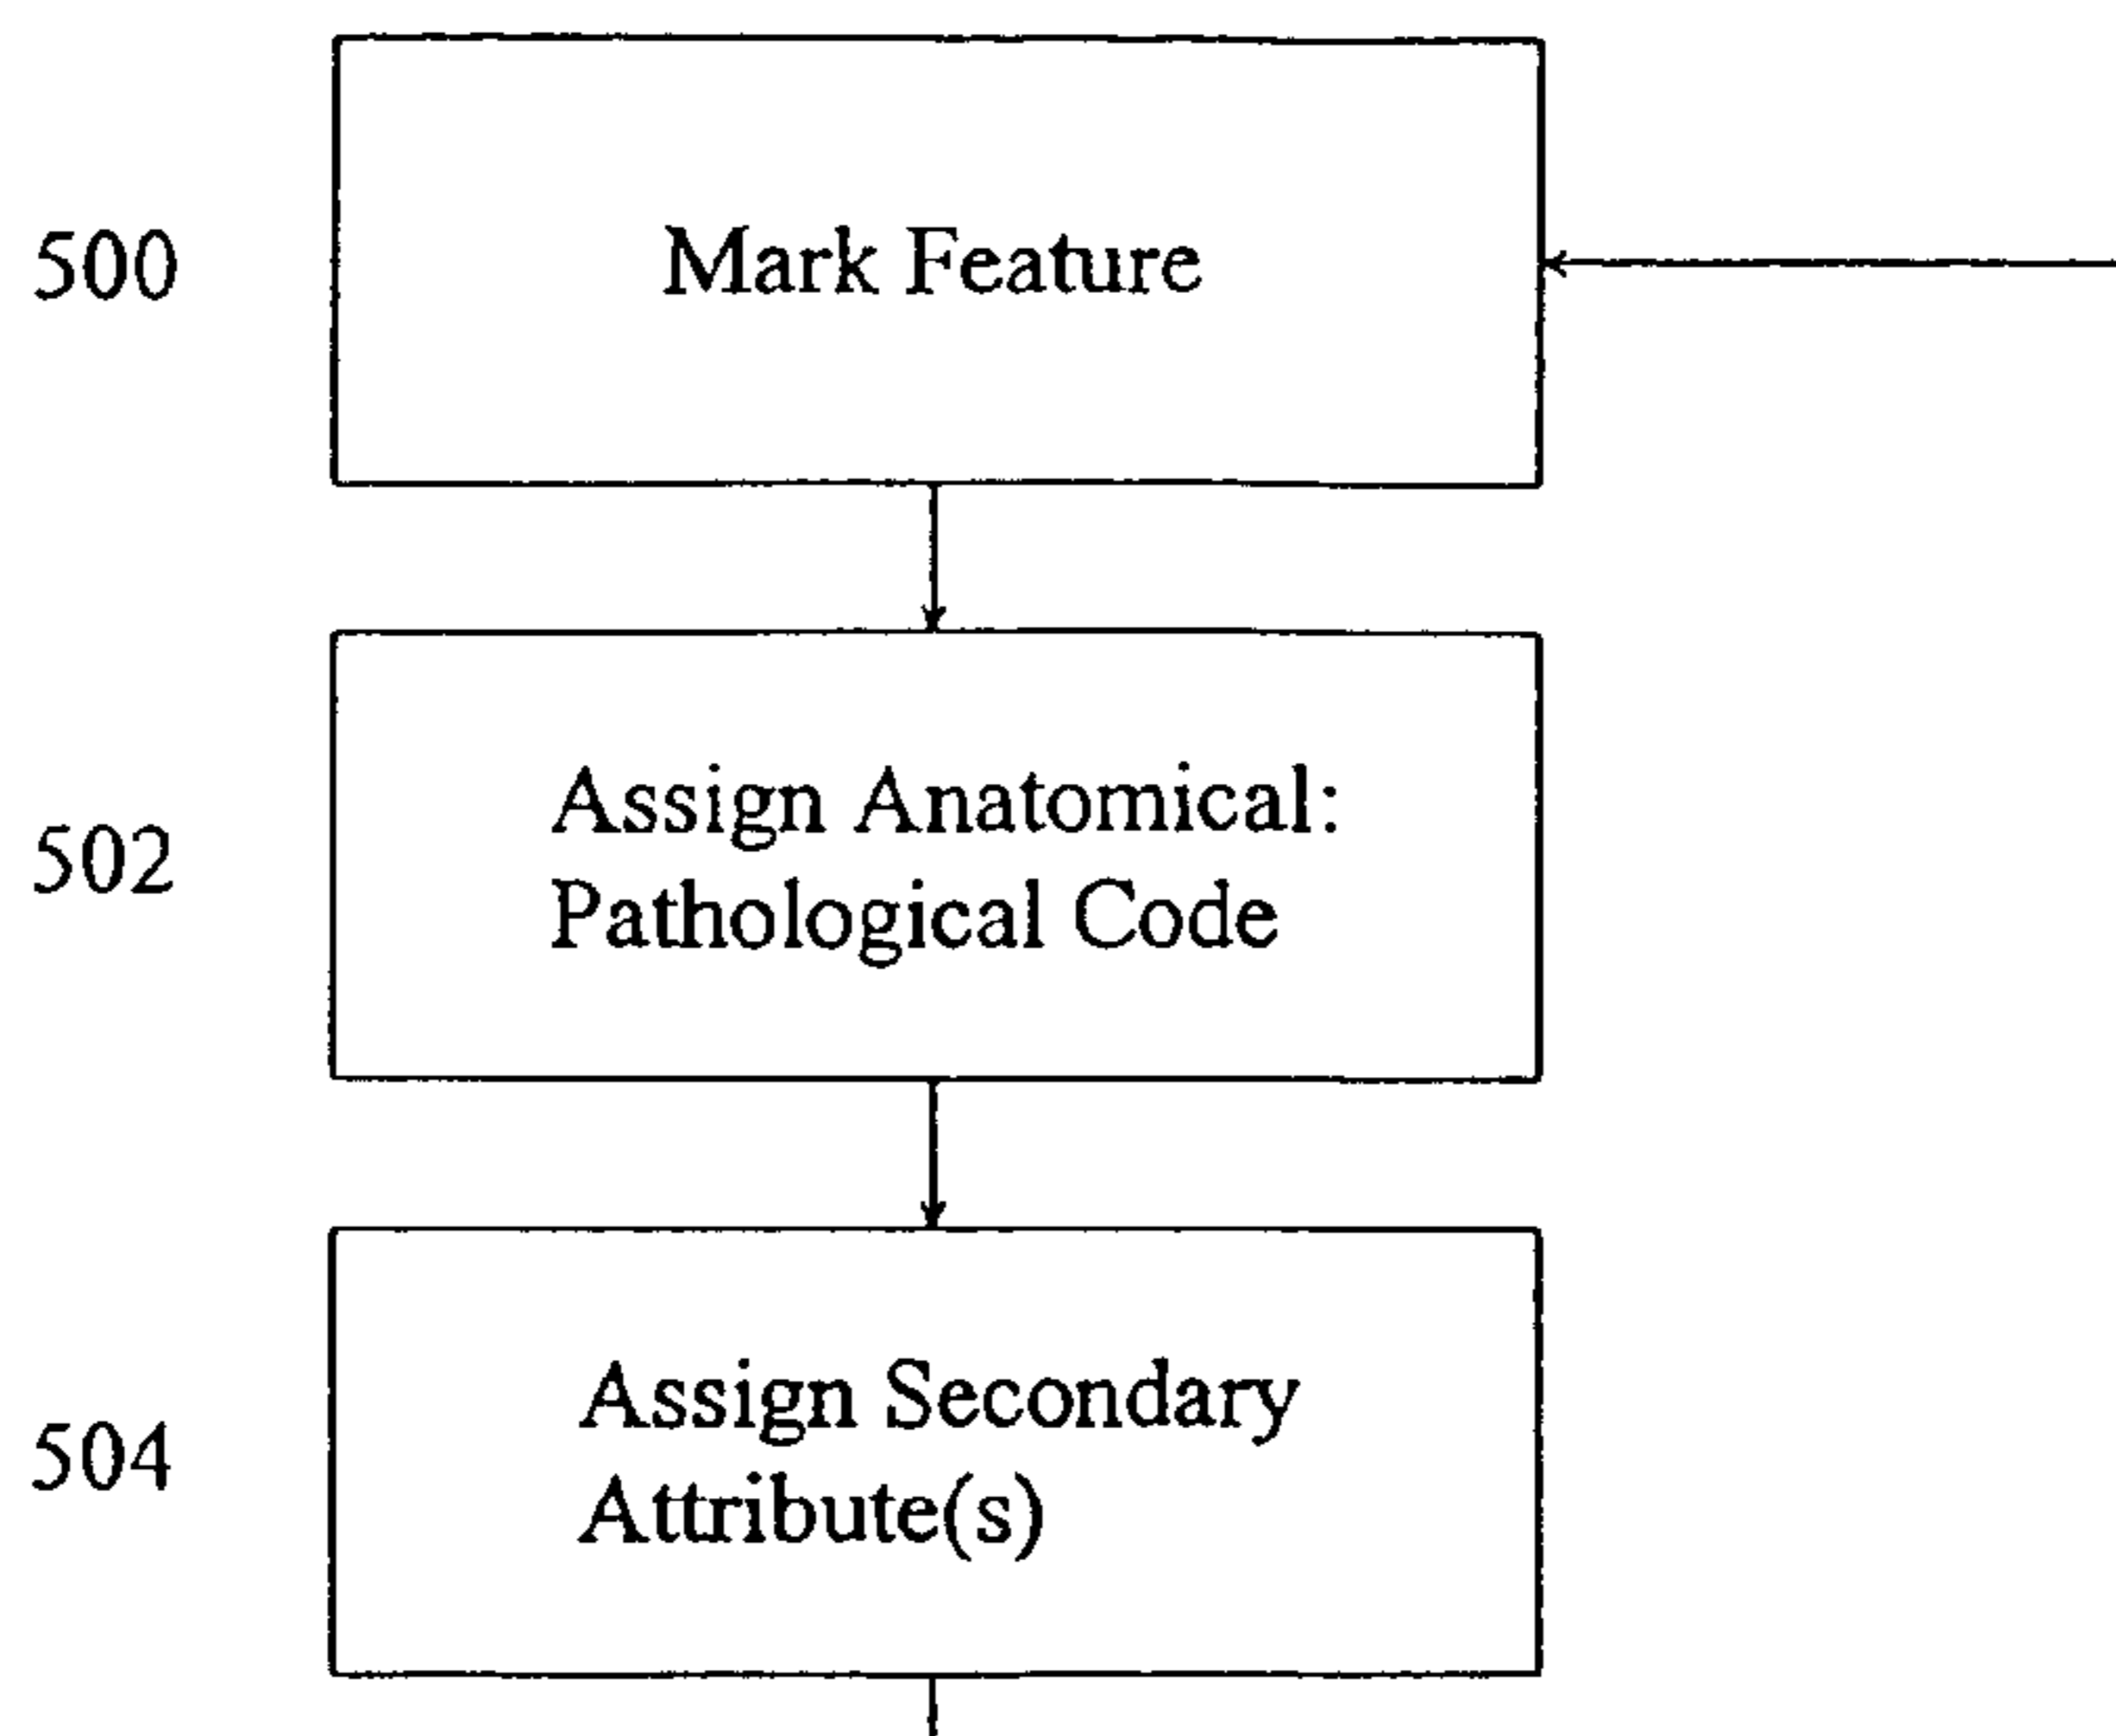 500
Mark Feature
502
Assign Anatomical:
Pathological Code
504
Assign Secondary
Attribute(s)